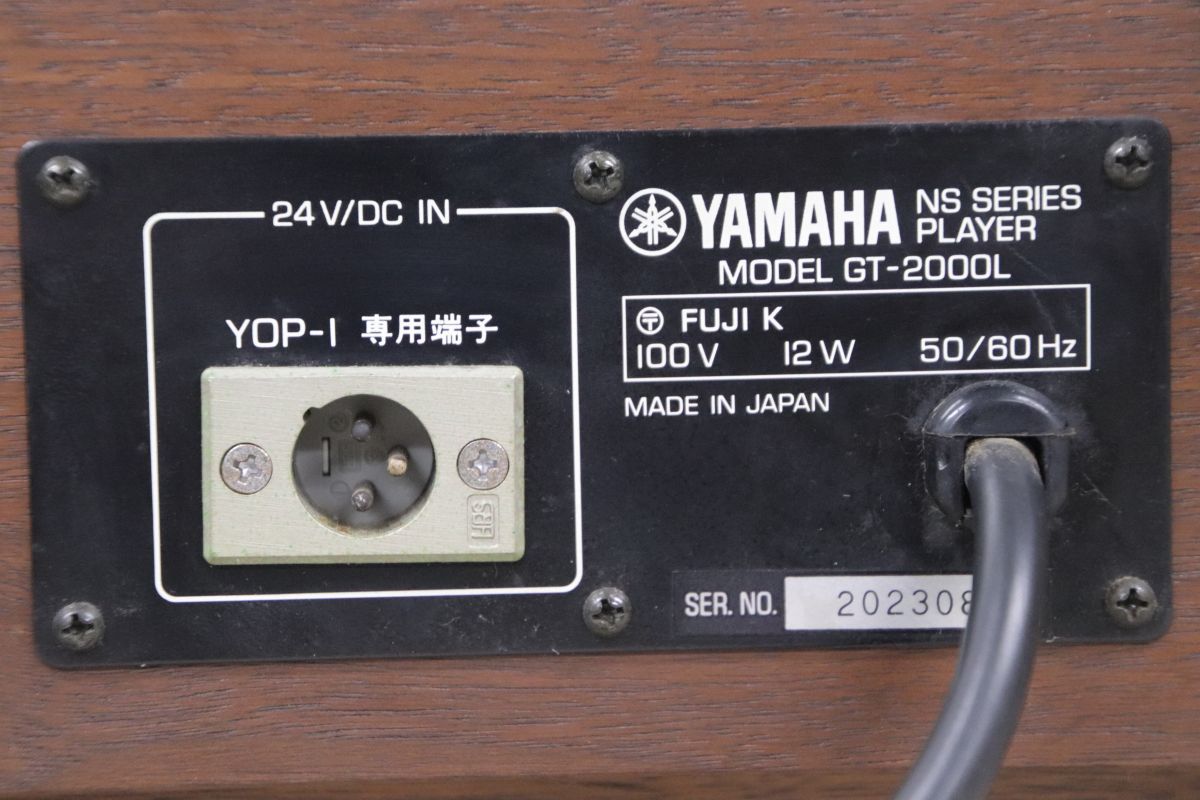 24V/DC IN
YOP-1 専用端子
HRS
YAMAHA NS SERIES
PLAYER
MODEL GT-2000L
〶 FUJI K
100V 12W 50/60Hz
MADE IN JAPAN
SER. NO. 202308